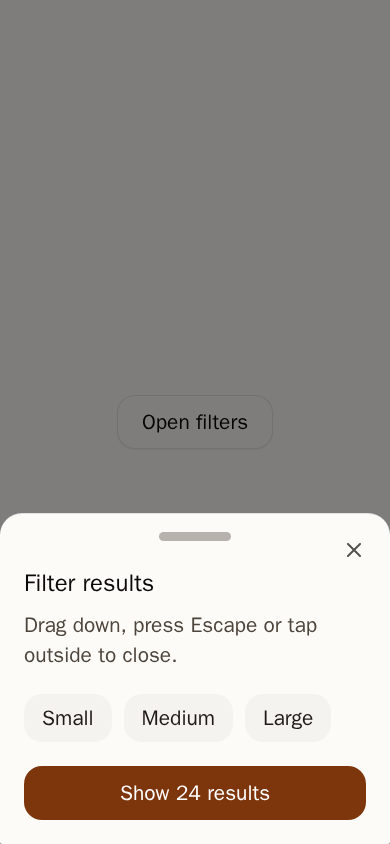 Open filters
Filter results
Drag down, press Escape or tap
outside to close.
Small Medium Large
Show 24 results